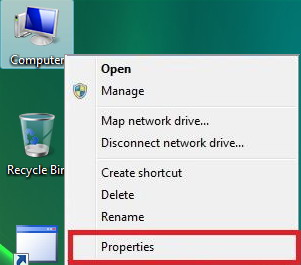 Computer
Open
Manage
Map network drive...
Disconnect network drive...
Create shortcut
Delete
Recycle Bin
Rename
Properties